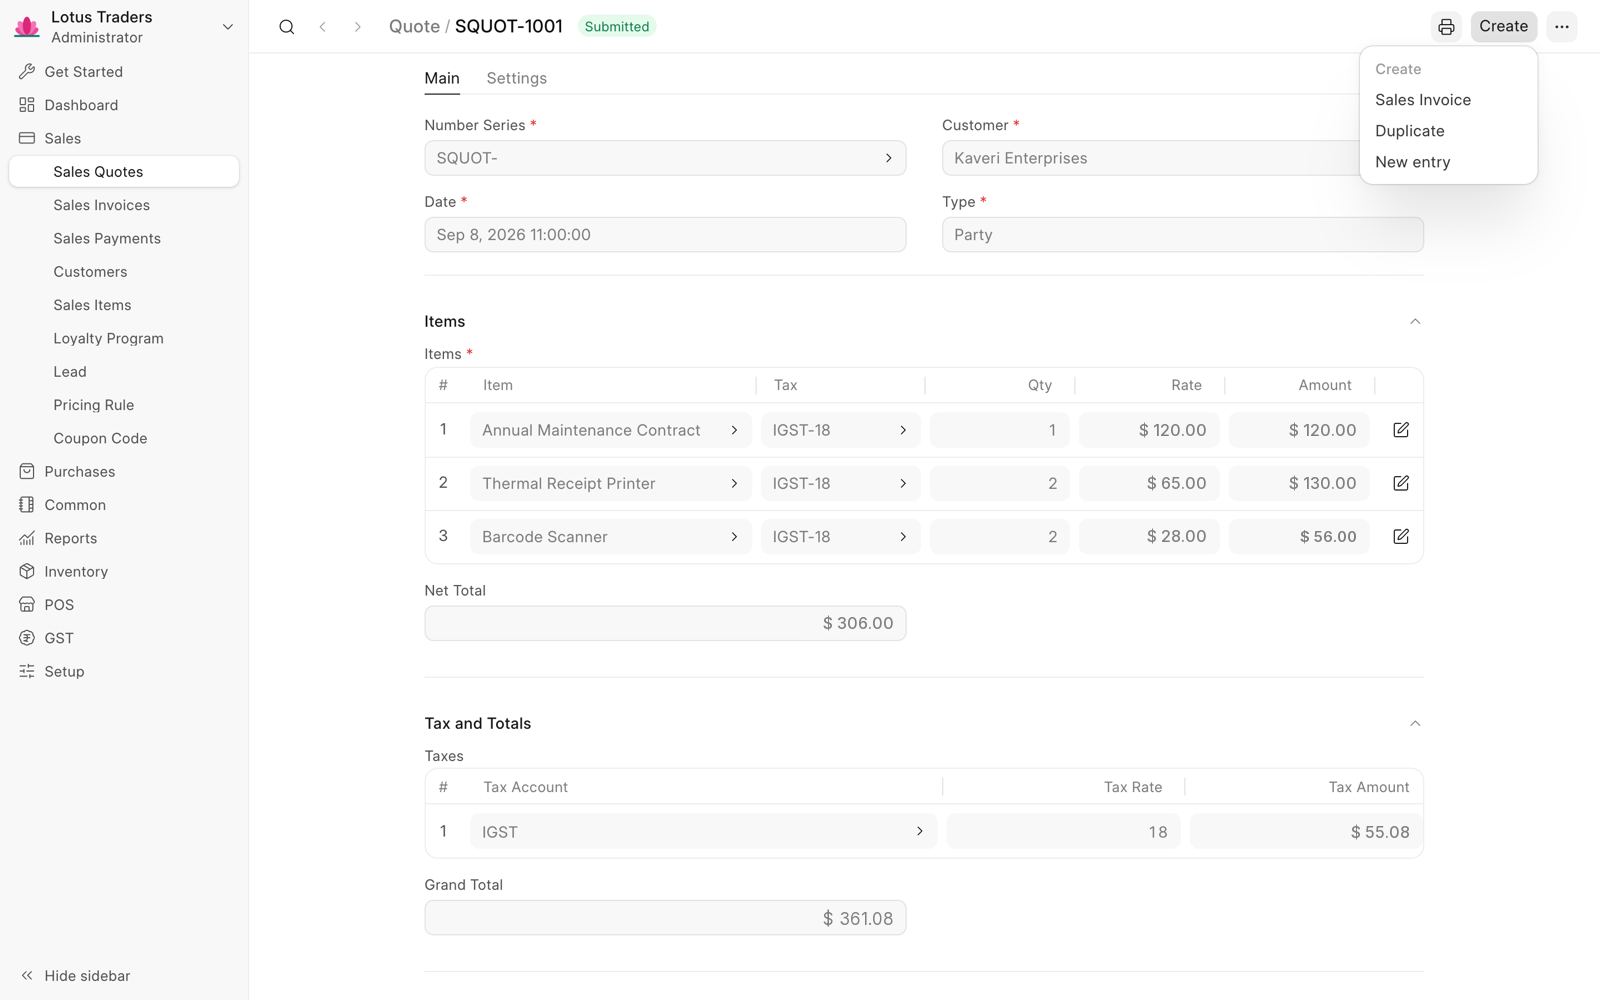 Lotus Traders
Administrator
Get Started
Dashboard
Sales
Sales Quotes
Sales Invoices
Sales Payments
Customers
Sales Items
Loyalty Program
Lead
Pricing Rule
Coupon Code
Purchases
Common
Reports
Inventory
POS
GST
Setup
Hide sidebar
Quote / SQUOT-1001 Submitted
Create
Create
Sales Invoice
Duplicate
New entry
Main Settings
Number Series * Customer *
SQUOT- Kaveri Enterprises
Date * Type *
Sep 8, 2026 11:00:00 Party
Items
Items *
# Item Tax Qty Rate Amount
1 Annual Maintenance Contract IGST-18 1 $ 120.00 $ 120.00
2 Thermal Receipt Printer IGST-18 2 $ 65.00 $ 130.00
3 Barcode Scanner IGST-18 2 $ 28.00 $ 56.00
Net Total
$ 306.00
Tax and Totals
Taxes
# Tax Account Tax Rate Tax Amount
1 IGST 18 $ 55.08
Grand Total
$ 361.08